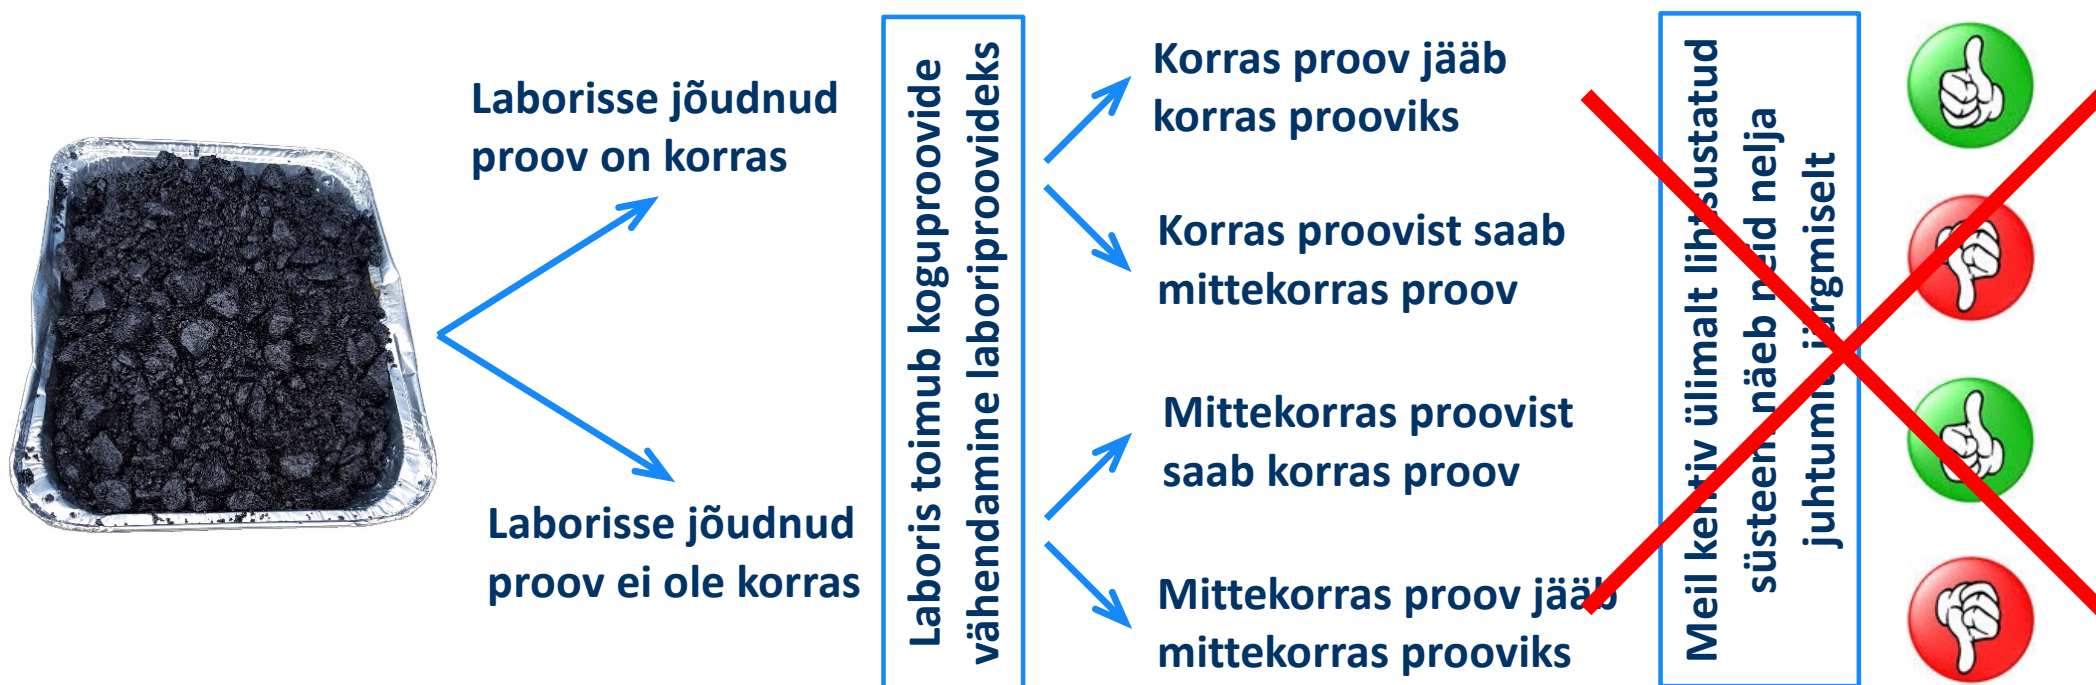 Laborisse jõudnud
proov on korras
Laborisse jõudnud
proov ei ole korras
Laboris toimub koguproovide
vähendamine laboriproovideks
Korras proov jääb
korras prooviks
Korras proovist saab
mittekorras proov
Mittekorras proovist
saab korras proov
Mittekorras proov jääb
mittekorras prooviks
Meil kehtiv ülimalt lihtsustatud
süsteem näeb neid nelja
juhtumit järgmiselt